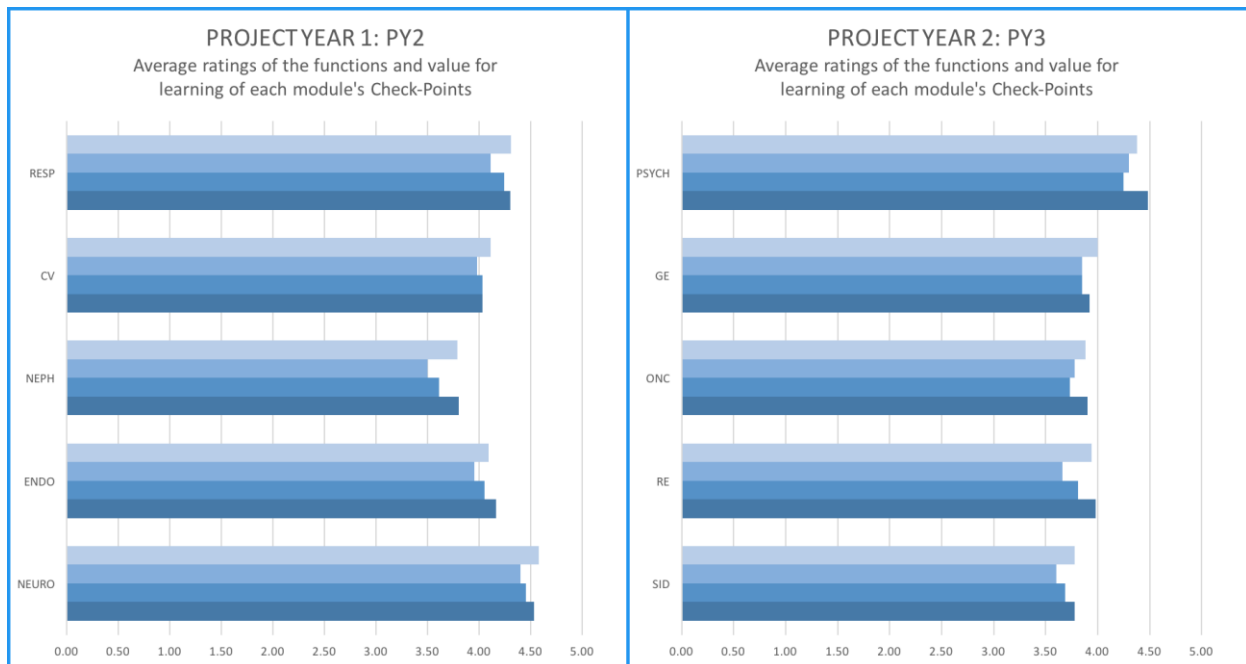 PROJECT YEAR 1: PY2
Average ratings of the functions and value for
learning of each module's Check-Points
RESP
CV
NEPH
ENDO
NEURO
0.00 0.50 1.00 1.50 2.00 2.50 3.00 3.50 4.00 4.50 5.00
PROJECT YEAR 2: PY3
Average ratings of the functions and value for
learning of each module's Check-Points
PSYCH
GE
ONC
RE
SID
0.00 0.50 1.00 1.50 2.00 2.50 3.00 3.50 4.00 4.50 5.00